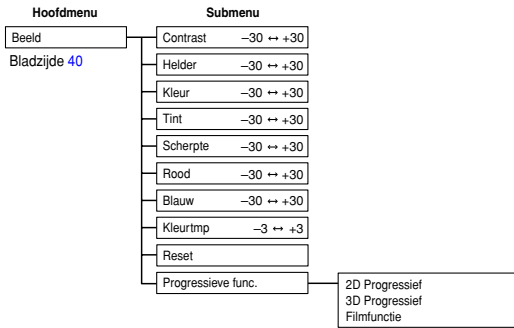 Hoofdmenu Submenu
Beeld
Bladzijde 40
Contrast –30 ↔ +30
Helder –30 ↔ +30
Kleur –30 ↔ +30
Tint –30 ↔ +30
Scherpte –30 ↔ +30
Rood –30 ↔ +30
Blauw –30 ↔ +30
Kleurtmp –3 ↔ +3
Reset
Progressieve func.
2D Progressief
3D Progressief
Filmfunctie